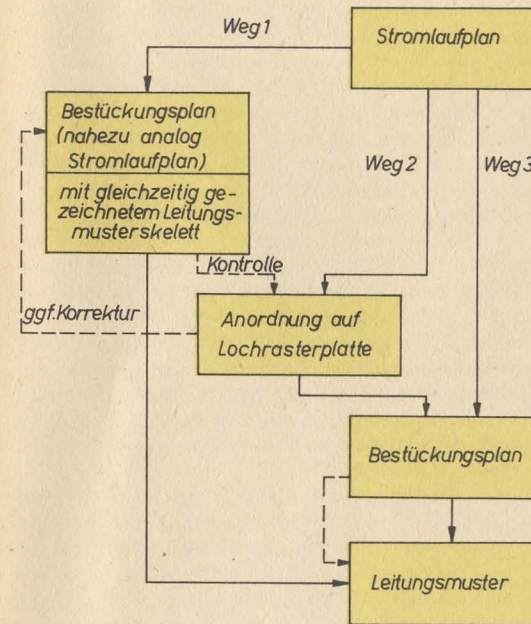 Weg 1
Stromlaufplan
Bestückungsplan
(nahezu analog
Stromlaufplan)
mit gleichzeitig ge-
zeichnetem Leitungs-
musterskelett
Weg 2
Weg 3
Kontrolle
ggf. Korrektur
Anordnung auf
Lochrasterplatte
Bestückungsplan
Leitungsmuster